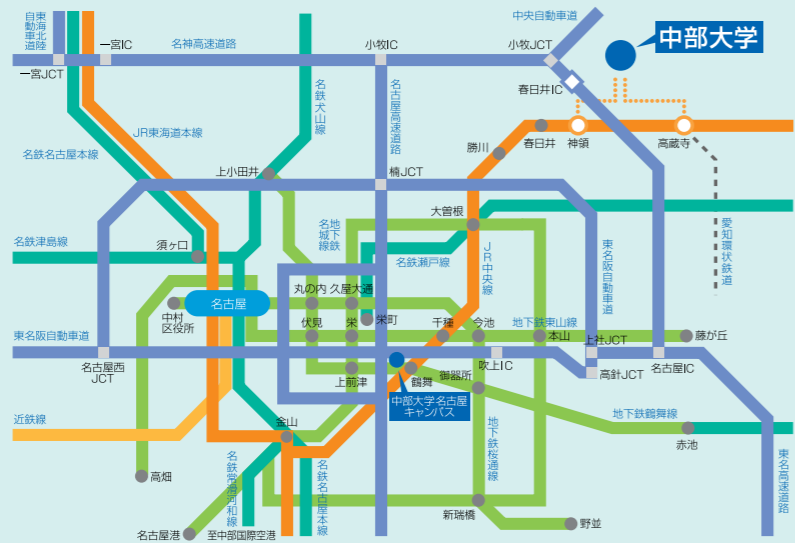 東海北陸
自動車道
一宮IC
名神高速道路
小牧IC
小牧JCT
中央自動車道
中部大学
一宮JCT
春日井IC
名鉄犬山線
名古屋高速道路
JR東海道本線
名鉄名古屋本線
勝川
春日井
神領
高蔵寺
上小田井
楠JCT
大曽根
地下鉄
名城線
名鉄津島線
須ヶ口
名鉄瀬戸線
JR中央線
東名阪自動車道
愛知環状鉄道
名古屋
丸の内
久屋大通
中村
区役所
伏見
栄
栄町
千種
今池
地下鉄東山線
本山
藤が丘
東名阪自動車道
上社JCT
名古屋西
JCT
吹上IC
高針JCT
名古屋IC
上前津
鶴舞
御器所
中部大学名古屋
キャンパス
近鉄線
金山
地下鉄桜通線
地下鉄鶴舞線
赤池
高畑
名鉄常滑河和線
名鉄名古屋本線
東名高速道路
新瑞橋
野並
名古屋港
至中部国際空港